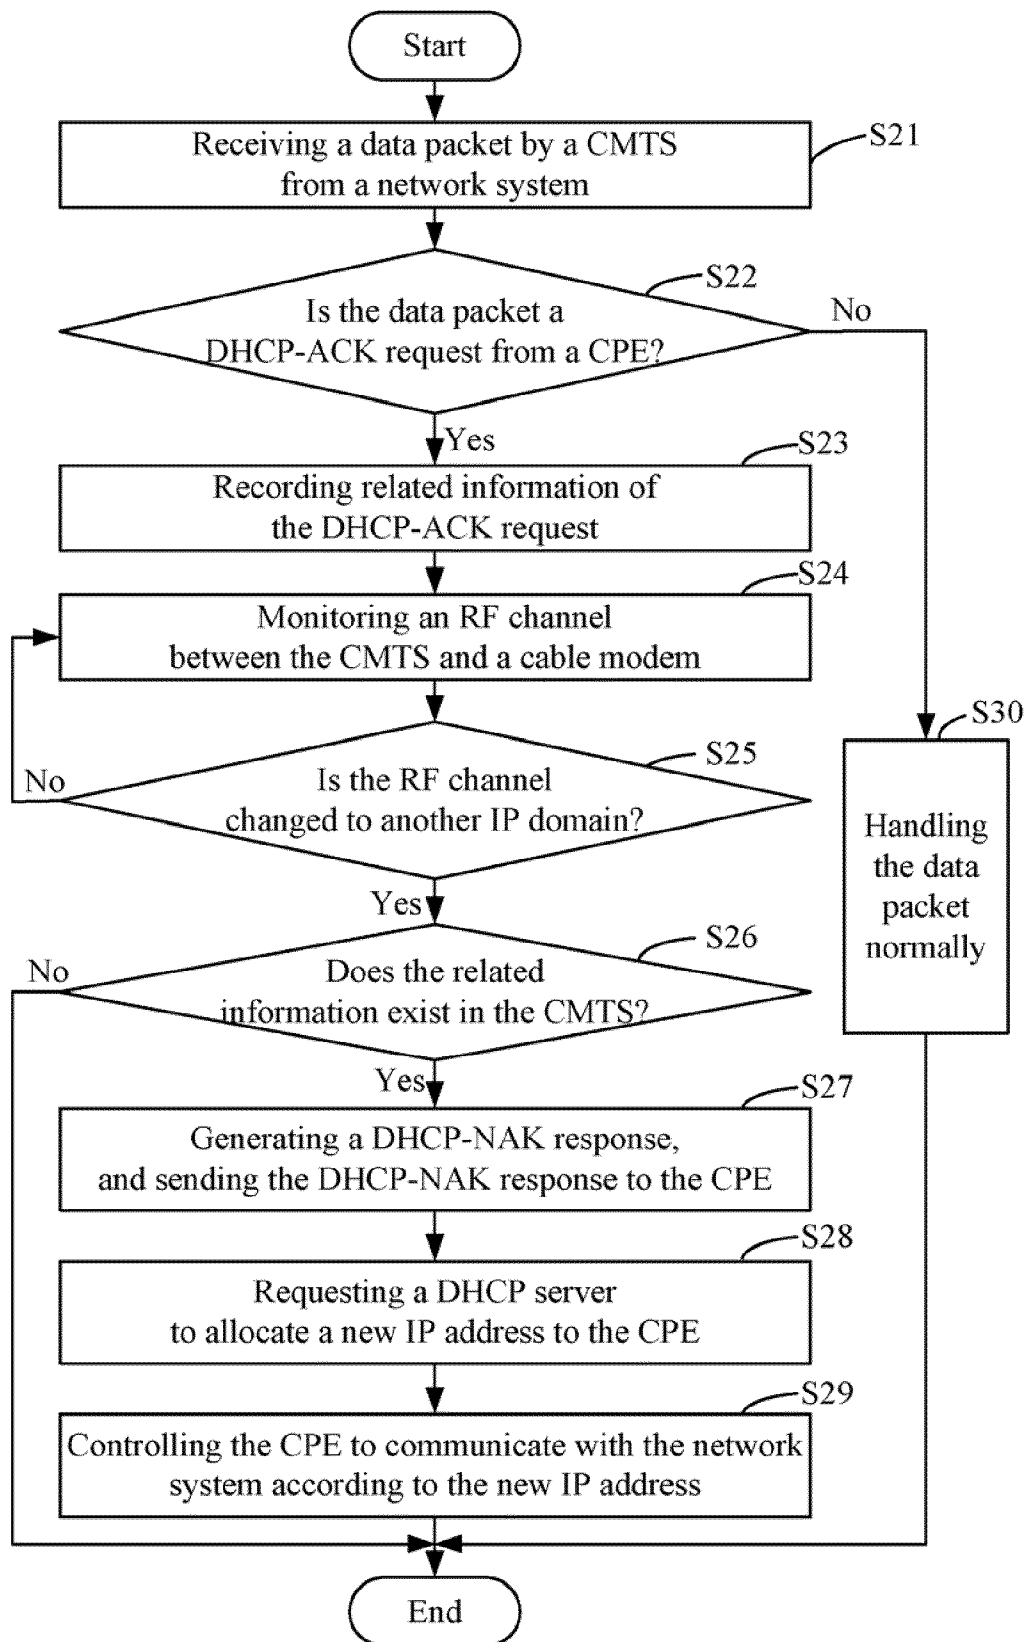 Start
Receiving a data packet by a CMTS
from a network system
S21
Is the data packet a
DHCP-ACK request from a CPE?
S22
No
Yes
Recording related information of
the DHCP-ACK request
S23
Monitoring an RF channel
between the CMTS and a cable modem
S24
Is the RF channel
changed to another IP domain?
S25
No
Yes
Does the related
information exist in the CMTS?
S26
No
Yes
Generating a DHCP-NAK response,
and sending the DHCP-NAK response to the CPE
S27
Requesting a DHCP server
to allocate a new IP address to the CPE
S28
Controlling the CPE to communicate with the network
system according to the new IP address
S29
S30
Handling
the data
packet
normally
End